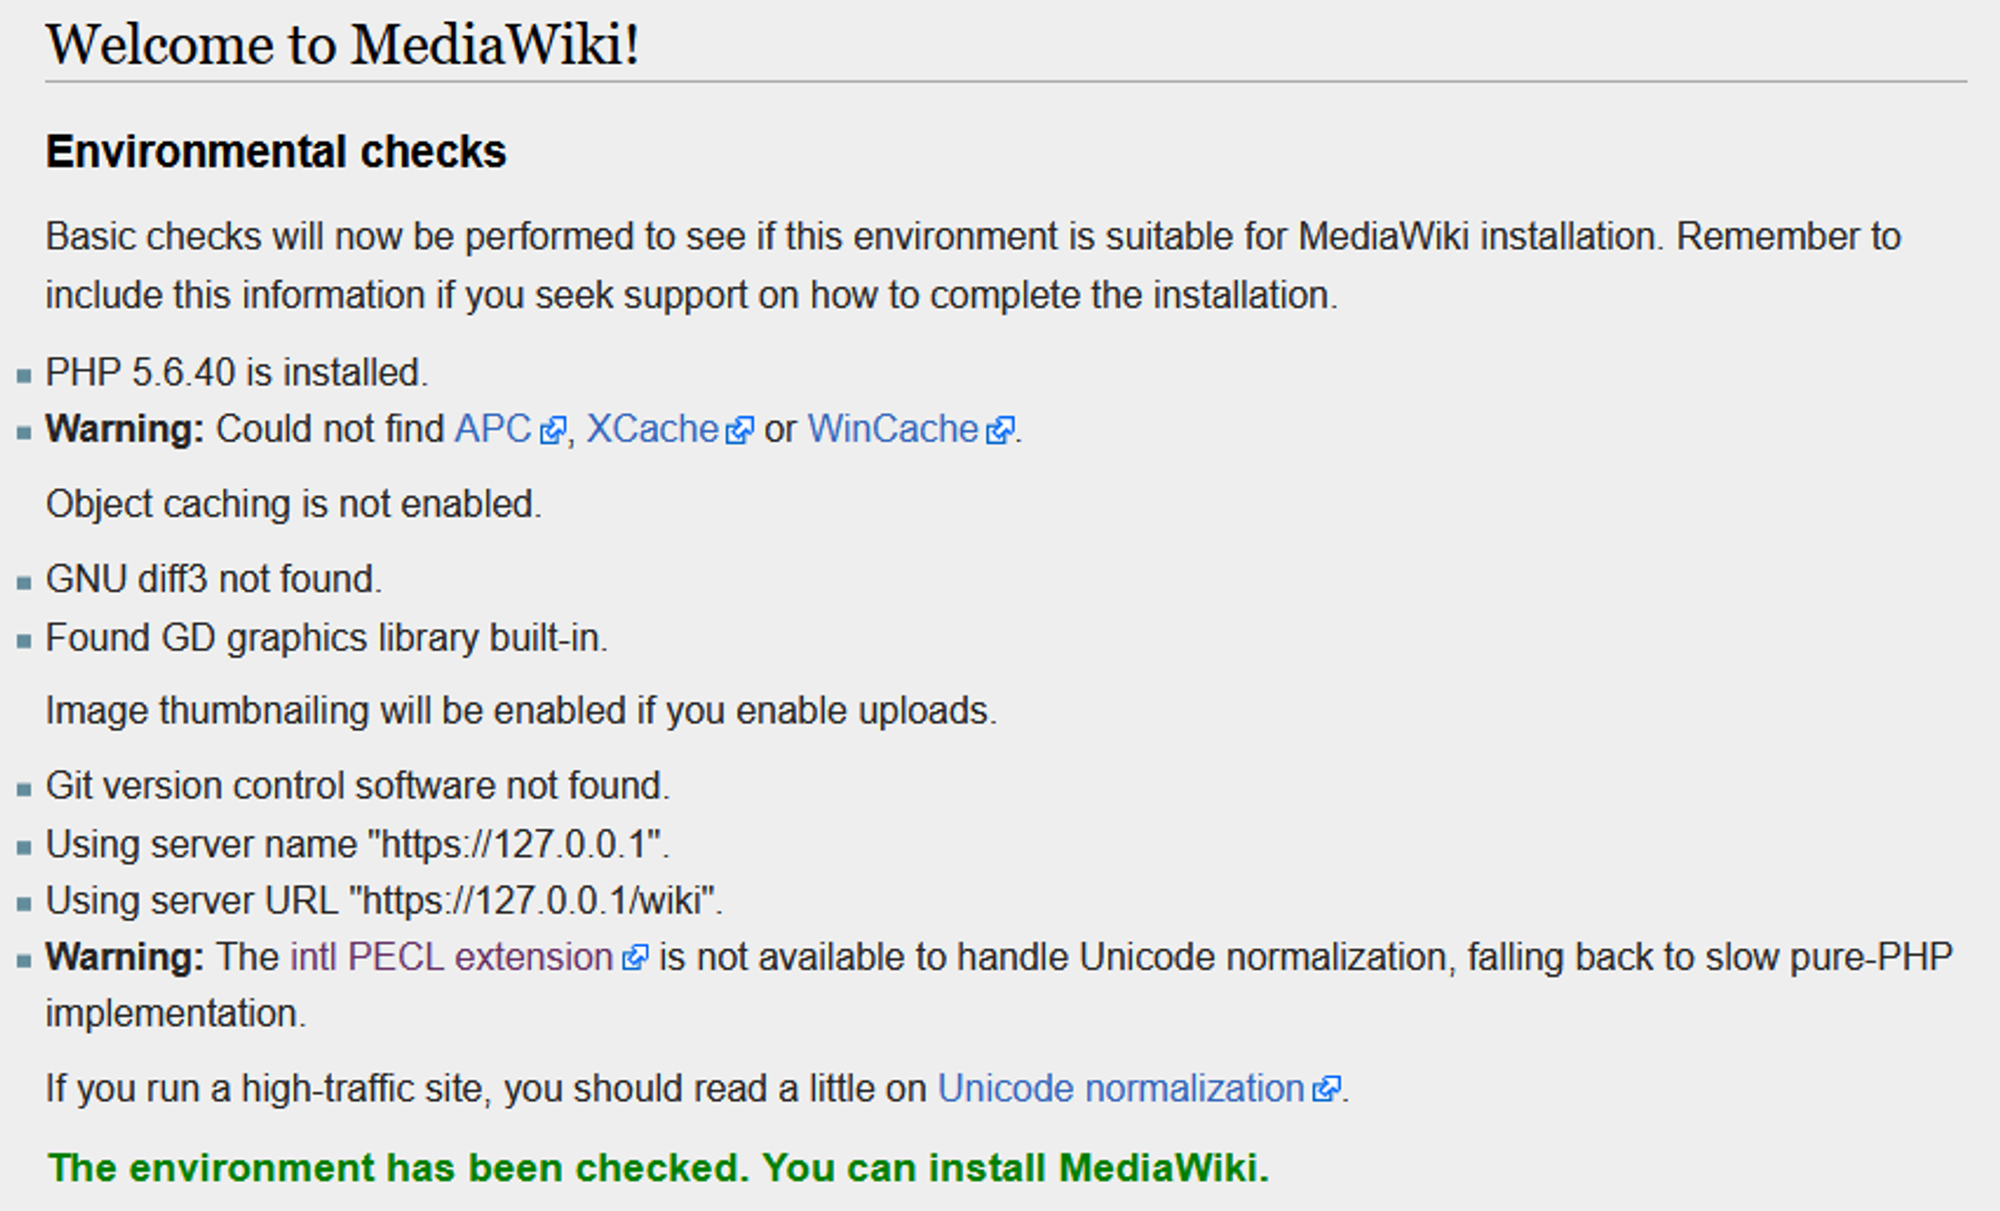 Welcome to MediaWiki!
Environmental checks
Basic checks will now be performed to see if this environment is suitable for MediaWiki installation. Remember to
include this information if you seek support on how to complete the installation.
PHP 5.6.40 is installed.
Warning: Could not find APC, XCache or WinCache.
Object caching is not enabled.
GNU diff3 not found.
Found GD graphics library built-in.
Image thumbnailing will be enabled if you enable uploads.
Git version control software not found.
Using server name "https://127.0.0.1".
Using server URL "https://127.0.0.1/wiki".
Warning: The intl PECL extension is not available to handle Unicode normalization, falling back to slow pure-PHP
implementation.
If you run a high-traffic site, you should read a little on Unicode normalization.
The environment has been checked. You can install MediaWiki.